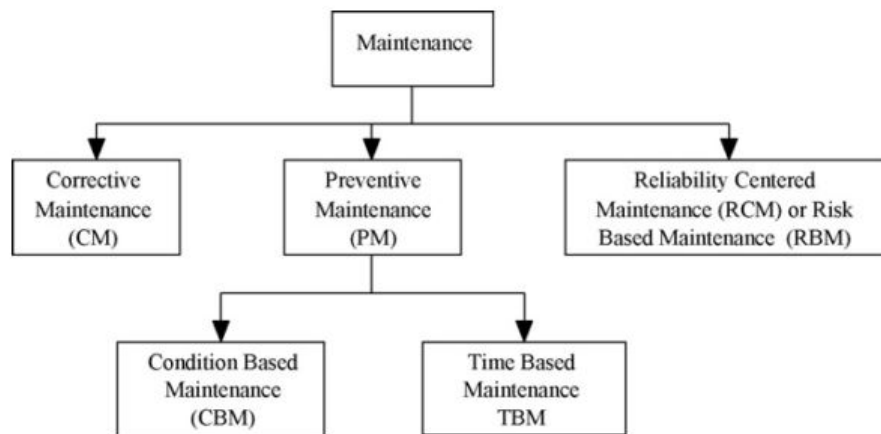 Maintenance
Corrective
Maintenance
(CM)
Preventive
Maintenance
(PM)
Reliability Centered
Maintenance (RCM) or Risk
Based Maintenance (RBM)
Condition Based
Maintenance
(CBM)
Time Based
Maintenance
TBM